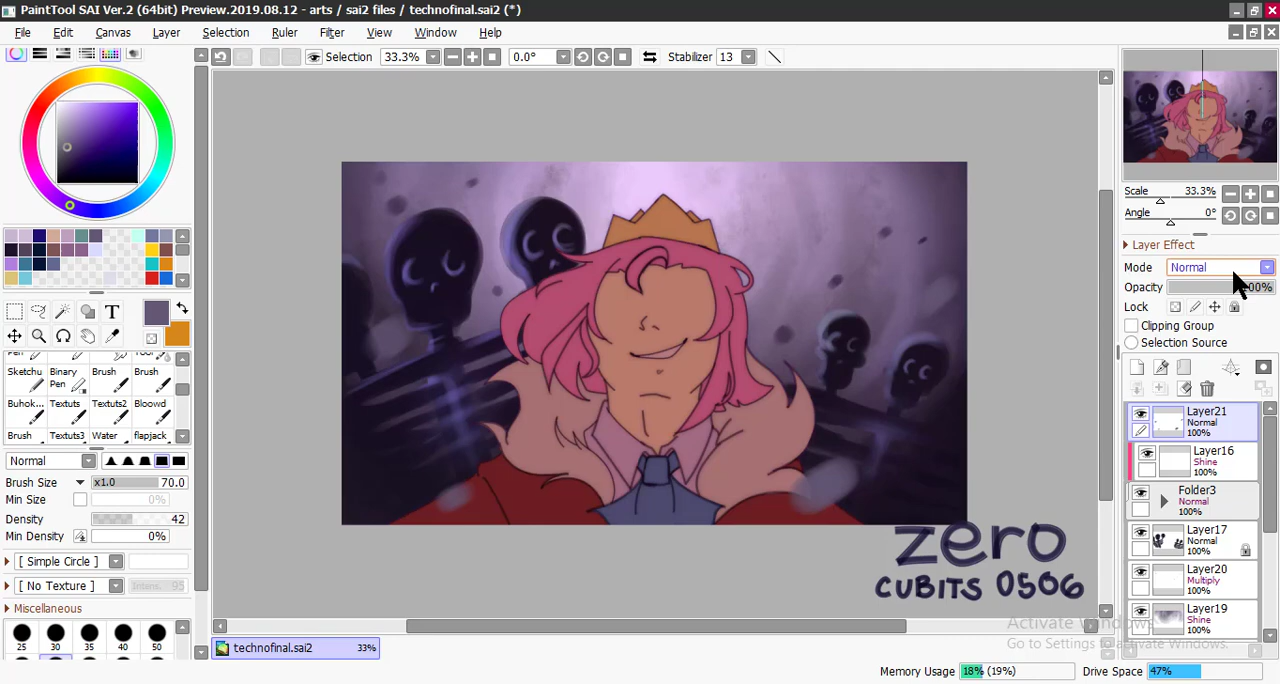 PaintTool SAI Ver.2 (64bit) Preview.2019.08.12 - arts / sai2 files / technofinal.sai2 (*)
File Edit Canvas Layer Selection Ruler Filter View Window Help
Selection 33.3% 0.0° Stabilizer 13
Scale 33.3%
Angle 0°
Layer Effect
Mode Normal
Opacity 100%
Lock
Clipping Group
Selection Source
T
Pen
Sketchu Binary Pen Brush Brush
Buhok... Textuts Textuts2 Bloowd
Brush Textuts3 Water flapjack
Normal
Brush Size x1.0 70.0
Min Size 0%
Density 42
Min Density 0%
[ Simple Circle ]
[ No Texture ] Intens. 95
Miscellaneous
25 30 35 40 50
Layer21
Normal
100%
Layer16
Shine
100%
Folder3
Normal
100%
Layer17
Normal
100%
Layer20
Multiply
100%
Layer19
Shine
100%
zero
CUBITS 0506
Activate Windows
Go to Settings to activate Windows.
technofinal.sai2 33%
Memory Usage 18% (19%) Drive Space 47%